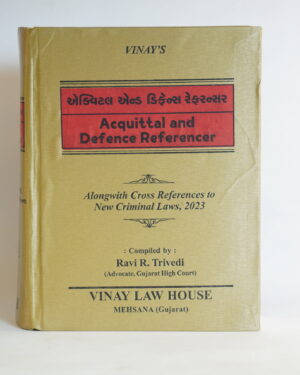 VINAY'S
એક્વિટલ એન્ડ ડિફેન્સ રેફરન્સર
Acquittal and
Defence Referencer
Alongwith Cross References to
New Criminal Laws, 2023
: Compiled by :
Ravi R. Trivedi
(Advocate, Gujarat High Court)
VINAY LAW HOUSE
MEHSANA (Gujarat)